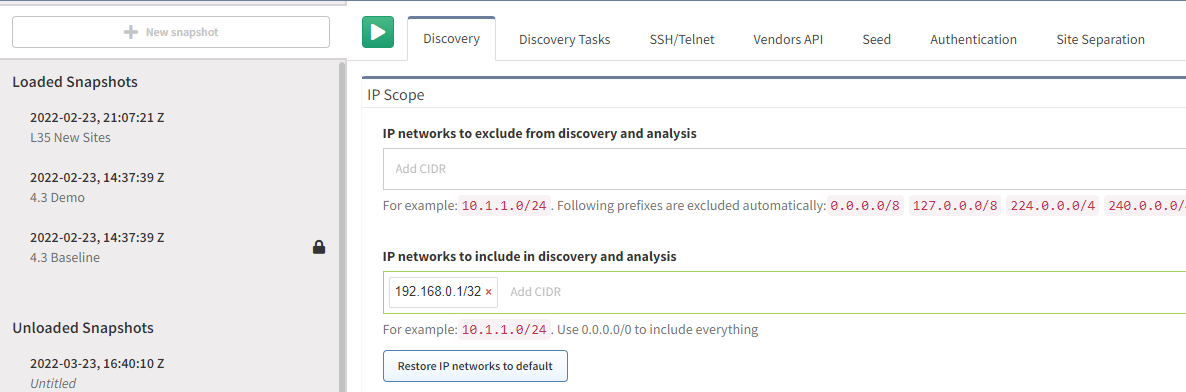 New snapshot
Discovery
Discovery Tasks
SSH/Telnet
Vendors API
Seed
Authentication
Site Separation
Loaded Snapshots
2022-02-23, 21:07:21 Z
L35 New Sites
2022-02-23, 14:37:39 Z
4.3 Demo
2022-02-23, 14:37:39 Z
4.3 Baseline
Unloaded Snapshots
2022-03-23, 16:40:10 Z
Untitled
IP Scope
IP networks to exclude from discovery and analysis
Add CIDR
For example: 10.1.1.0/24 . Following prefixes are excluded automatically: 0.0.0.0/8 127.0.0.0/8 224.0.0.0/4 240.0.0.0/
IP networks to include in discovery and analysis
192.168.0.1/32 × Add CIDR
For example: 10.1.1.0/24 . Use 0.0.0.0/0 to include everything
Restore IP networks to default